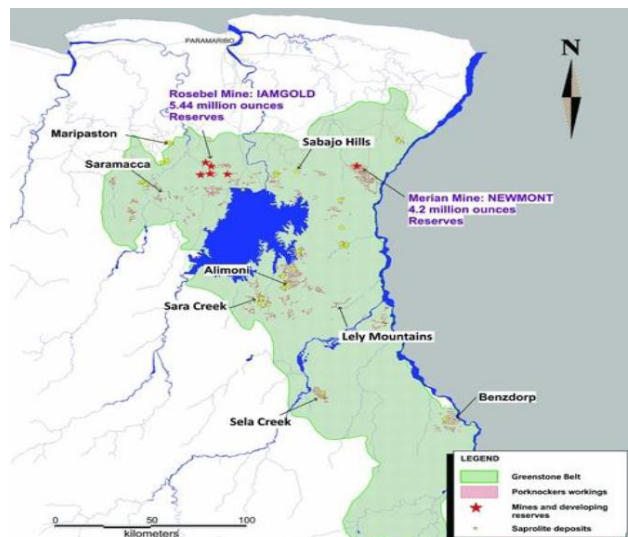 PARAMARIBO
N
Rosebel Mine: IAMGOLD
5.44 million ounces
Reserves
Maripaston
Sabajo Hills
Saramacca
Merian Mine: NEWMONT
4.2 million ounces
Reserves
Alimoni
Sara Creek
Lely Mountains
Benzdorp
Sela Creek
LEGEND
Greenstone Belt
Porknockers workings
Mines and developing
reserves
Saprolite deposits
0 50 100
kilometers